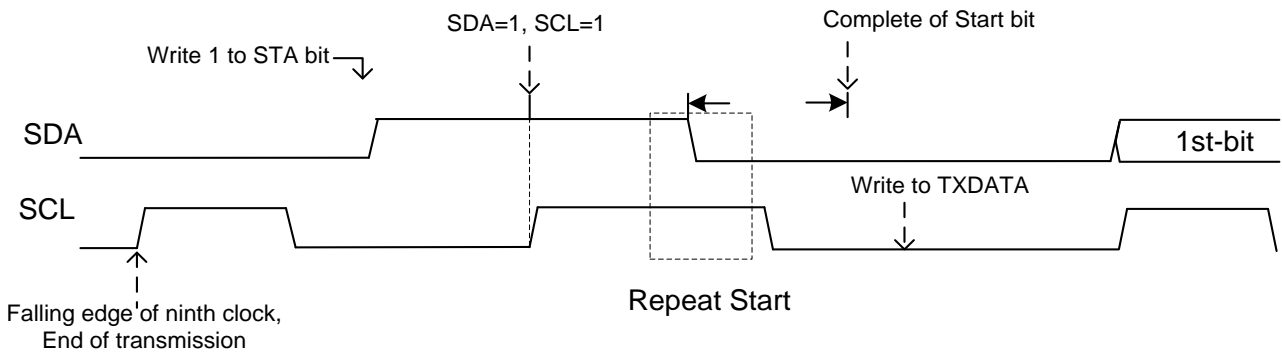 SDA=1, SCL=1
Complete of Start bit
Write 1 to STA bit
SDA
1st-bit
Write to TXDATA
SCL
Repeat Start
Falling edge of ninth clock,
End of transmission